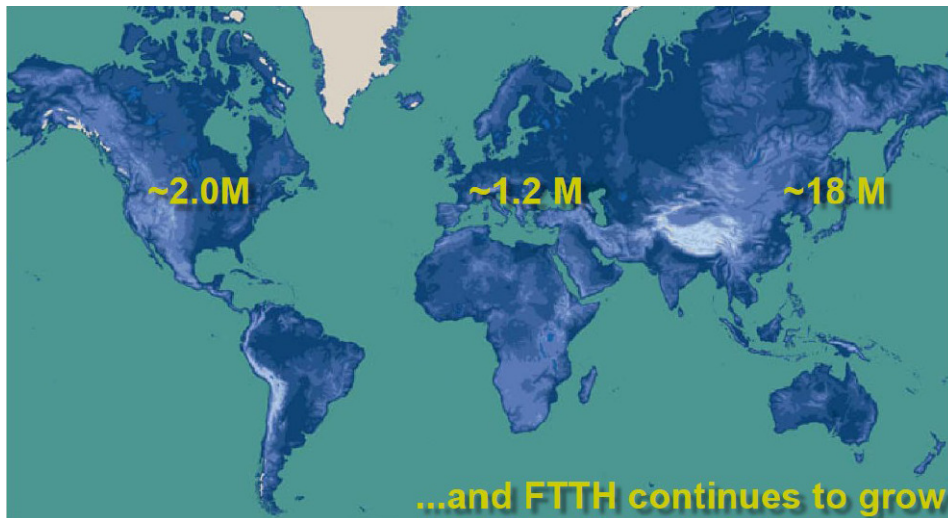 ~2.0M
~1.2 M
~18 M
...and FTTH continues to grow